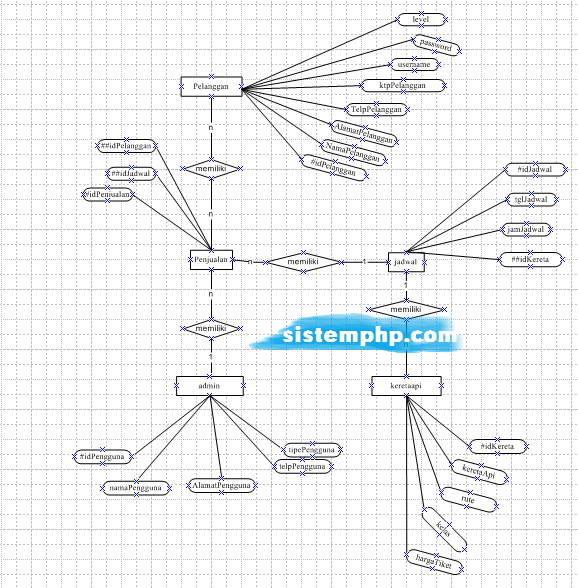 level
password
username
Pelanggan
ktpPelanggan
TelpPelanggan
AlamatPelanggan
NamaPelanggan
#idPelanggan
n
##idPelanggan
##idJadwal
#idPenjualan
memiliki
n
#idJadwal
tglJadwal
jamJadwal
##idKereta
Penjualan
n
memiliki
1
jadwal
n
1
memiliki
memiliki
sistemphp.com
n
1
admin
keretaapi
#idPengguna
namaPengguna
AlamatPengguna
telpPengguna
tipePengguna
#idKereta
keretaApi
rute
kelas
hargaTiket